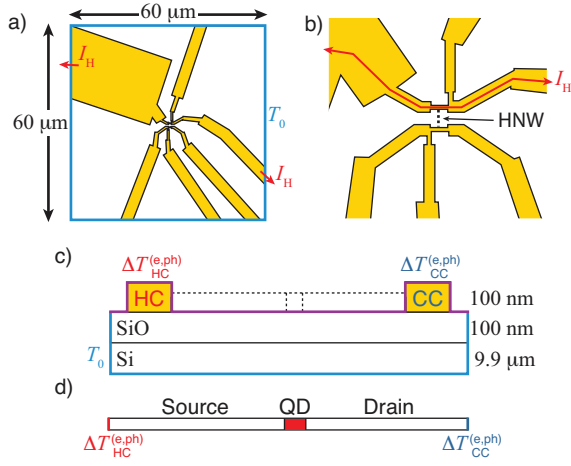 a)
60 μm
b)
I_H
60 μm
T_0
I_H
I_H
I_H
HNW
c)
ΔT_HC^(e,ph)
ΔT_CC^(e,ph)
HC
CC
100 nm
SiO
100 nm
T_0
Si
9.9 μm
d)
Source
QD
Drain
ΔT_HC^(e,ph)
ΔT_CC^(e,ph)